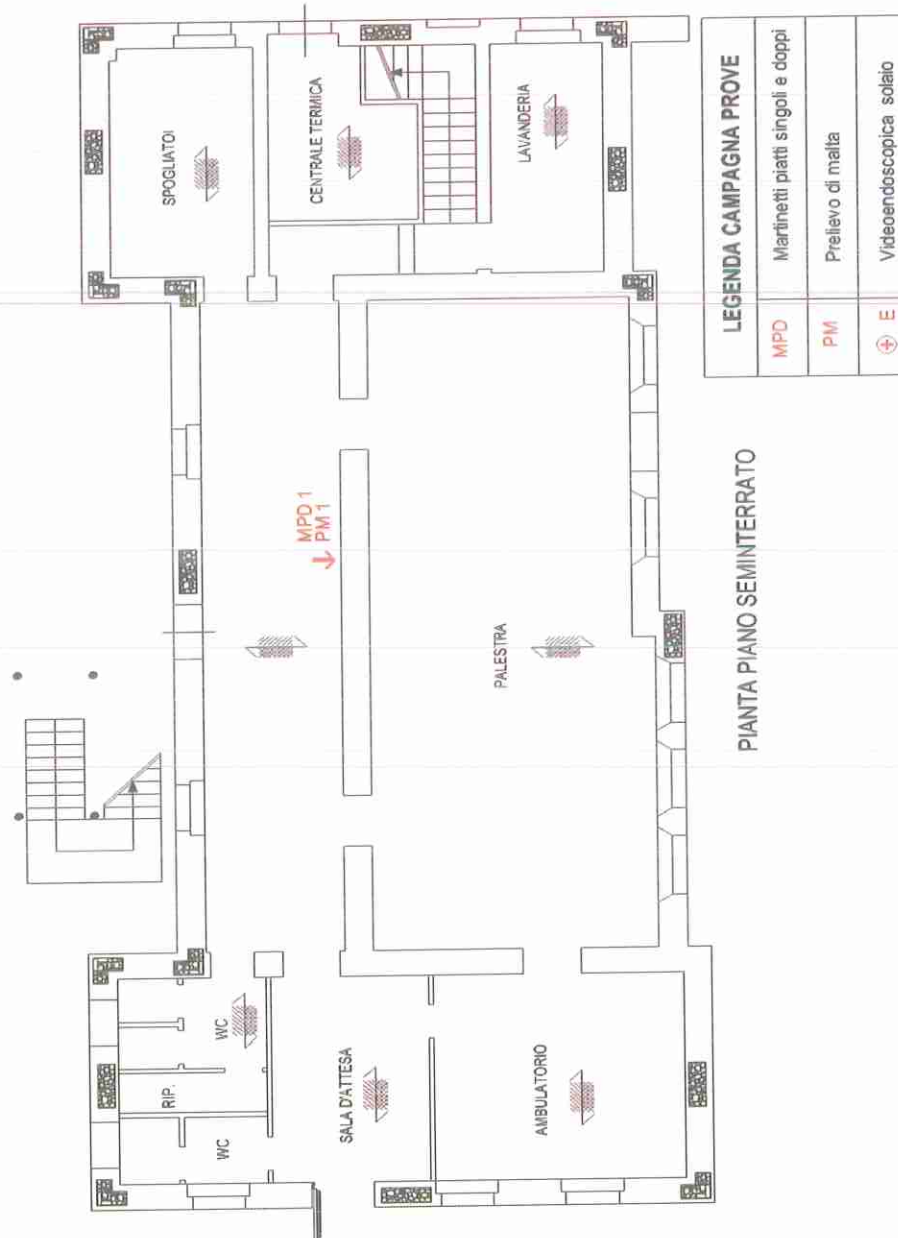 SPOGLIATOI
CENTRALE TERMICA
LAVANDERIA
MPD 1
PM 1
PALESTRA
WC
RIP.
WC
SALA D'ATTESA
AMBULATORIO
PIANTA PIANO SEMINTERRATO
LEGENDA CAMPAGNA PROVE
MPD Martinetti piatti singoli e doppi
PM Prelievo di malta
E Videoendoscopica solaio